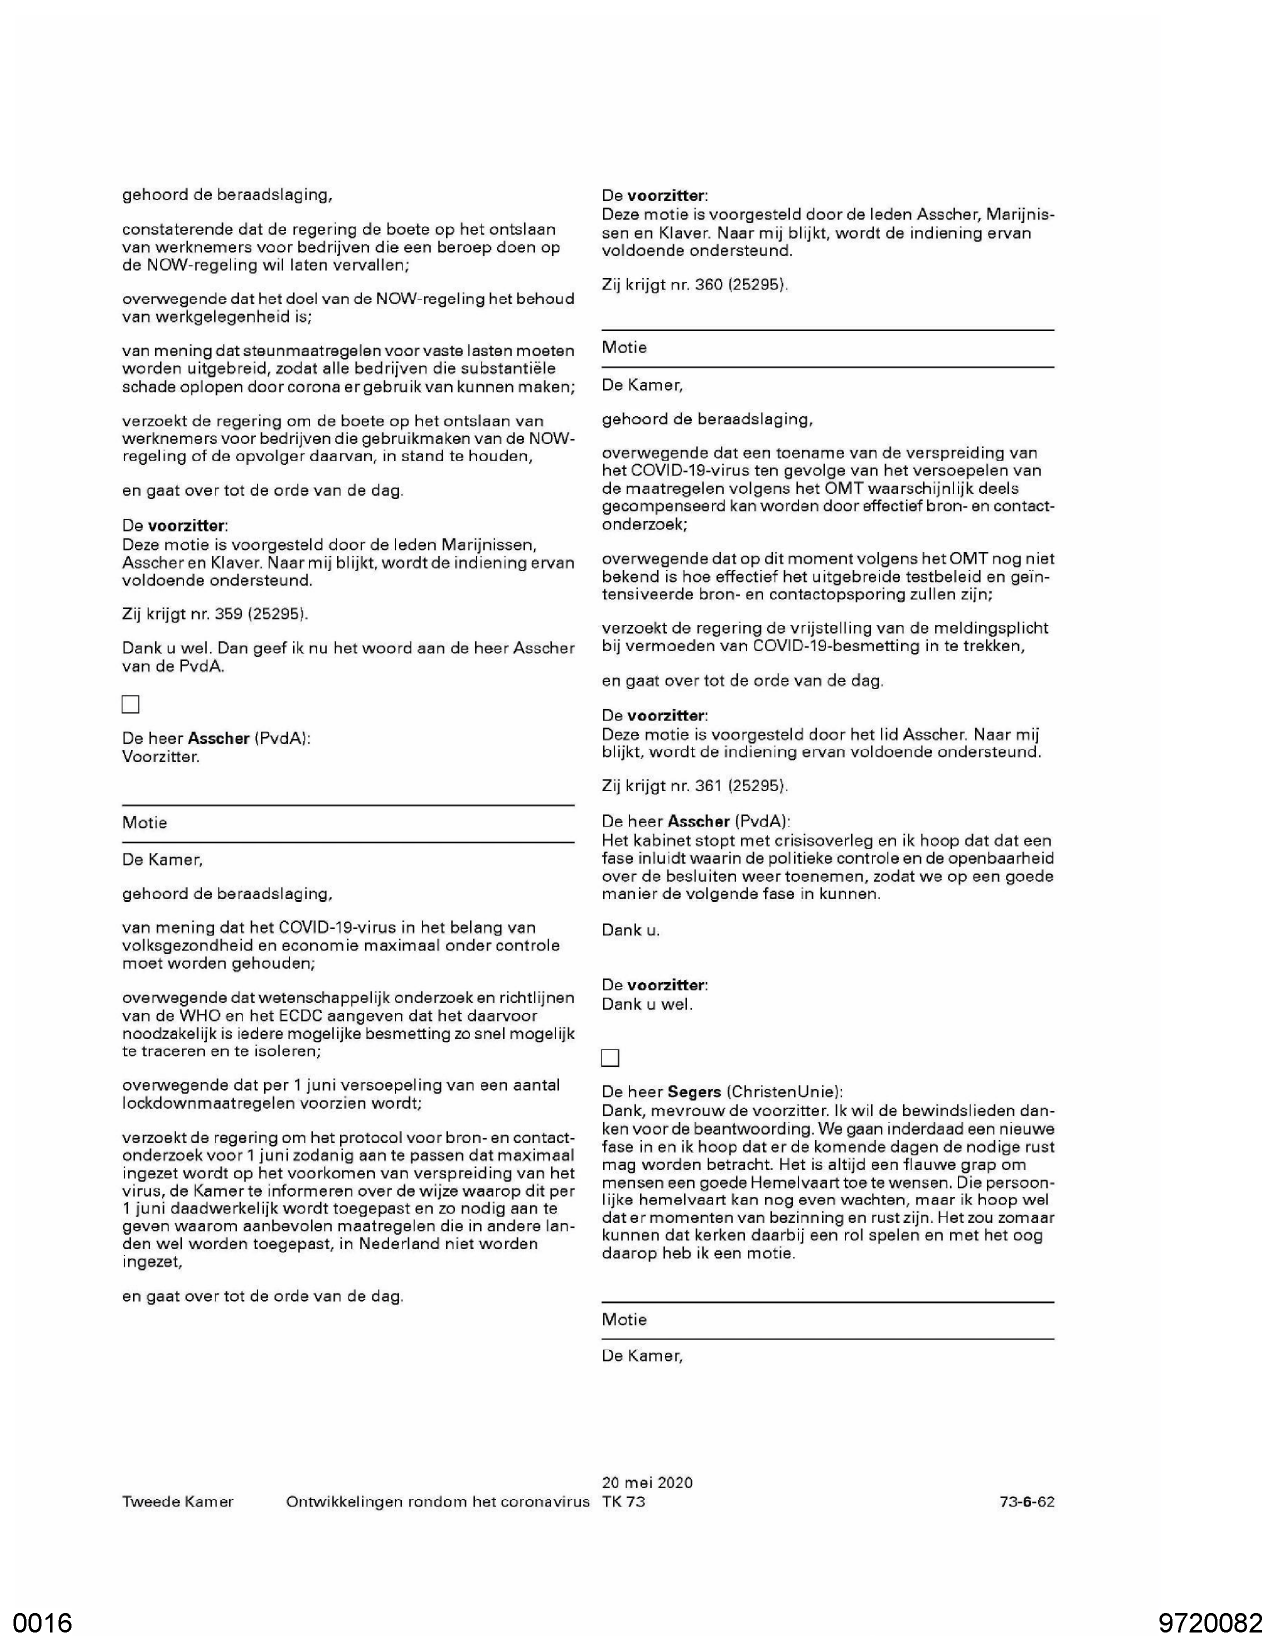 gehoord de beraadslaging,
constaterende dat de regering de boete op het ontslaan
van werknemers voor bedrijven die een beroep doen op
de NOW-regeling wil laten vervallen;
overwegende dat het doel van de NOW-regeling het behoud
van werkgelegenheid is;
van mening dat steunmaatregelen voor vaste lasten moeten
worden uitgebreid, zodat alle bedrijven die substantiële
schade oplopen door corona er gebruik van kunnen maken;
verzoekt de regering om de boete op het ontslaan van
werknemers voor bedrijven die gebruikmaken van de NOW-
regeling of de opvolger daarvan, in stand te houden,
en gaat over tot de orde van de dag.
De voorzitter:
Deze motie is voorgesteld door de leden Marijnissen,
Asscher en Klaver. Naar mij blijkt, wordt de indiening ervan
voldoende ondersteund.
Zij krijgt nr. 359 (25295).
Dank u wel. Dan geef ik nu het woord aan de heer Asscher
van de PvdA.
De heer Asscher (PvdA):
Voorzitter.
Motie
De Kamer,
gehoord de beraadslaging,
van mening dat het COVID-19-virus in het belang van
volksgezondheid en economie maximaal onder controle
moet worden gehouden;
overwegende dat wetenschappelijk onderzoek en richtlijnen
van de WHO en het ECDC aangeven dat het daarvoor
noodzakelijk is iedere mogelijke besmetting zo snel mogelijk
te traceren en te isoleren;
overwegende dat per 1 juni versoepeling van een aantal
lockdownmaatregelen voorzien wordt;
verzoekt de regering om het protocol voor bron- en contact-
onderzoek voor 1 juni zodanig aan te passen dat maximaal
ingezet wordt op het voorkomen van verspreiding van het
virus, de Kamer te informeren over de wijze waarop dit per
1 juni daadwerkelijk wordt toegepast en zo nodig aan te
geven waarom aanbevolen maatregelen die in andere lan-
den wel worden toegepast, in Nederland niet worden
ingezet,
en gaat over tot de orde van de dag.
De voorzitter:
Deze motie is voorgesteld door de leden Asscher, Marijnis-
sen en Klaver. Naar mij blijkt, wordt de indiening ervan
voldoende ondersteund.
Zij krijgt nr. 360 (25295).
Motie
De Kamer,
gehoord de beraadslaging,
overwegende dat een toename van de verspreiding van
het COVID-19-virus ten gevolge van het versoepelen van
de maatregelen volgens het OMT waarschijnlijk deels
gecompenseerd kan worden door effectief bron- en contact-
onderzoek;
overwegende dat op dit moment volgens het OMT nog niet
bekend is hoe effectief het uitgebreide testbeleid en geïn-
tensiveerde bron- en contactopsporing zullen zijn;
verzoekt de regering de vrijstelling van de meldingsplicht
bij vermoeden van COVID-19-besmetting in te trekken,
en gaat over tot de orde van de dag.
De voorzitter:
Deze motie is voorgesteld door het lid Asscher. Naar mij
blijkt, wordt de indiening ervan voldoende ondersteund.
Zij krijgt nr. 361 (25295).
De heer Asscher (PvdA):
Het kabinet stopt met crisisoverleg en ik hoop dat dat een
fase inluidt waarin de politieke controle en de openbaarheid
over de besluiten weer toenemen, zodat we op een goede
manier de volgende fase in kunnen.
Dank u.
De voorzitter:
Dank u wel.
De heer Segers (ChristenUnie):
Dank, mevrouw de voorzitter. Ik wil de bewindslieden dan-
ken voor de beantwoording. We gaan inderdaad een nieuwe
fase in en ik hoop dat er de komende dagen de nodige rust
mag worden betracht. Het is altijd een flauwe grap om
mensen een goede Hemelvaart toe te wensen. Die persoon-
lijke hemelvaart kan nog even wachten, maar ik hoop wel
dat er momenten van bezinning en rust zijn. Het zou zomaar
kunnen dat kerken daarbij een rol spelen en met het oog
daarop heb ik een motie.
Motie
De Kamer,
20 mei 2020
Tweede Kamer Ontwikkelingen rondom het coronavirus TK 73 73-6-62
0016 9720082